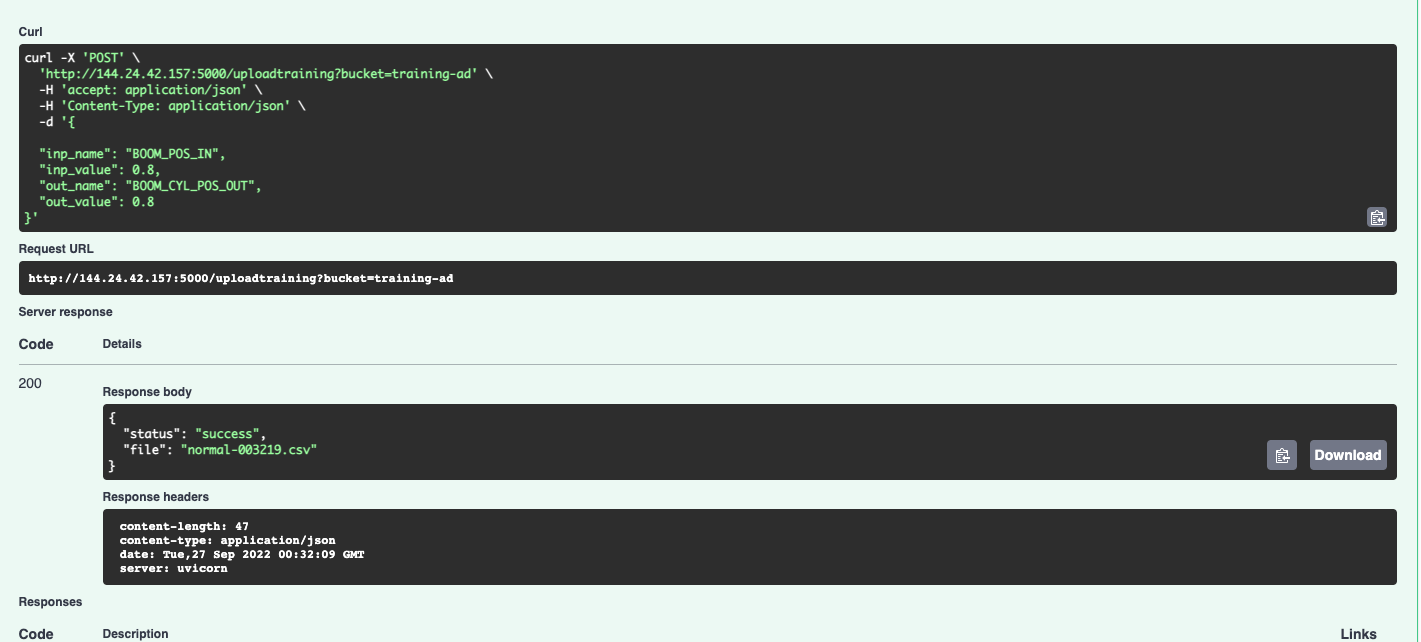 Curl
curl -X 'POST' \
  'http://144.24.42.157:5000/uploadtraining?bucket=training-ad' \
  -H 'accept: application/json' \
  -H 'Content-Type: application/json' \
  -d '{
  "inp_name": "BOOM_POS_IN",
  "inp_value": 0.8,
  "out_name": "BOOM_CYL_POS_OUT",
  "out_value": 0.8
}'
Request URL
http://144.24.42.157:5000/uploadtraining?bucket=training-ad
Server response
Code Details
200
Response body
{
  "status": "success",
  "file": "normal-003219.csv"
}
Download
Response headers
content-length: 47
content-type: application/json
date: Tue,27 Sep 2022 00:32:09 GMT
server: uvicorn
Responses
Code Description Links